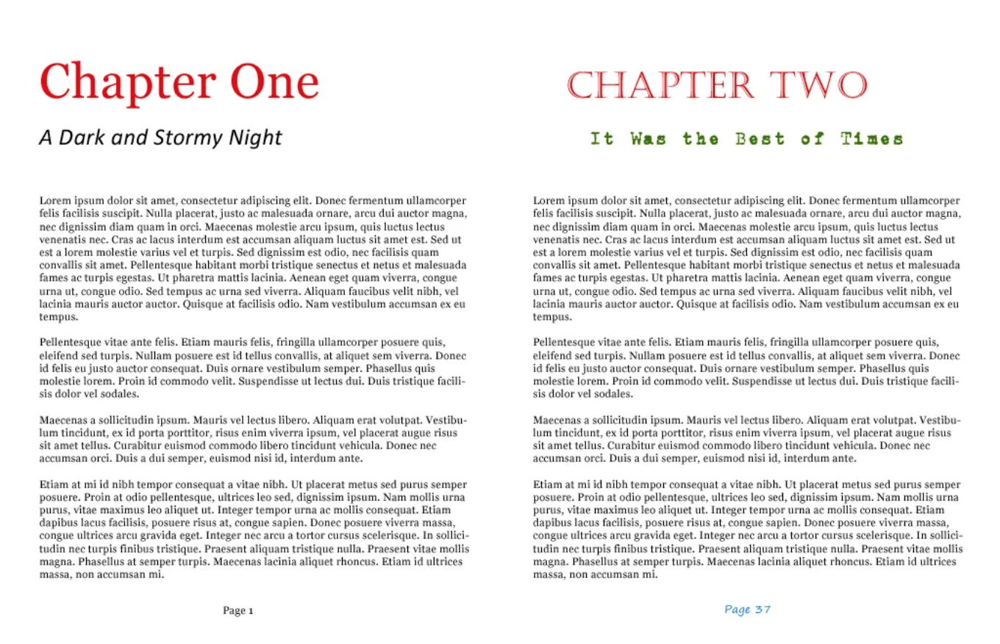 Chapter One
A Dark and Stormy Night
Lorem ipsum dolor sit amet, consectetur adipiscing elit. Donec fermentum ullamcorper
felis facilisis suscipit. Nulla placerat, justo ac malesuada ornare, arcu dui auctor magna,
nec dignissim diam quam in orci. Maecenas molestie arcu ipsum, quis luctus lectus
venenatis nec. Cras ac lacus interdum est accumsan aliquam luctus sit amet est. Sed ut
est a lorem molestie varius vel et turpis. Sed dignissim est odio, nec facilisis quam
convallis sit amet. Pellentesque habitant morbi tristique senectus et netus et malesuada
fames ac turpis egestas. Ut pharetra mattis lacinia. Aenean eget quam viverra, congue
urna ut, congue odio. Sed tempus ac urna sed viverra. Aliquam faucibus velit nibh, vel
lacinia mauris auctor auctor. Quisque at facilisis odio. Nam vestibulum accumsan ex eu
tempus.
Pellentesque vitae ante felis. Etiam mauris felis, fringilla ullamcorper posuere quis,
eleifend sed turpis. Nullam posuere est id tellus convallis, at aliquet sem viverra. Donec
id felis eu justo auctor consequat. Duis ornare vestibulum semper. Phasellus quis
molestie lorem. Proin id commodo velit. Suspendisse ut lectus dui. Duis tristique facili-
sis dolor vel sodales.
Maecenas a sollicitudin ipsum. Mauris vel lectus libero. Aliquam erat volutpat. Vestibu-
lum tincidunt, ex id porta porttitor, risus enim viverra ipsum, vel placerat augue risus
sit amet tellus. Curabitur euismod commodo libero tincidunt vehicula. Donec nec
accumsan orci. Duis a dui semper, euismod nisi id, interdum ante.
Etiam at mi id nibh tempor consequat a vitae nibh. Ut placerat metus sed purus semper
posuere. Proin at odio pellentesque, ultrices leo sed, dignissim ipsum. Nam mollis urna
purus, vitae maximus leo aliquet ut. Integer tempor urna ac mollis consequat. Etiam
dapibus lacus facilisis, posuere risus at, congue sapien. Donec posuere viverra massa,
congue ultrices arcu gravida eget. Integer nec arcu a tortor cursus scelerisque. In sollici-
tudin nec turpis finibus tristique. Praesent aliquam tristique nulla. Praesent vitae mollis
magna. Phasellus at semper turpis. Maecenas lacinia aliquet rhoncus. Etiam id ultrices
massa, non accumsan mi.
Page 1
CHAPTER TWO
It Was the Best of Times
Lorem ipsum dolor sit amet, consectetur adipiscing elit. Donec fermentum ullamcorper
felis facilisis suscipit. Nulla placerat, justo ac malesuada ornare, arcu dui auctor magna,
nec dignissim diam quam in orci. Maecenas molestie arcu ipsum, quis luctus lectus
venenatis nec. Cras ac lacus interdum est accumsan aliquam luctus sit amet est. Sed ut
est a lorem molestie varius vel et turpis. Sed dignissim est odio, nec facilisis quam
convallis sit amet. Pellentesque habitant morbi tristique senectus et netus et malesuada
fames ac turpis egestas. Ut pharetra mattis lacinia. Aenean eget quam viverra, congue
urna ut, congue odio. Sed tempus ac urna sed viverra. Aliquam faucibus velit nibh, vel
lacinia mauris auctor auctor. Quisque at facilisis odio. Nam vestibulum accumsan ex eu
tempus.
Pellentesque vitae ante felis. Etiam mauris felis, fringilla ullamcorper posuere quis,
eleifend sed turpis. Nullam posuere est id tellus convallis, at aliquet sem viverra. Donec
id felis eu justo auctor consequat. Duis ornare vestibulum semper. Phasellus quis
molestie lorem. Proin id commodo velit. Suspendisse ut lectus dui. Duis tristique facili-
sis dolor vel sodales.
Maecenas a sollicitudin ipsum. Mauris vel lectus libero. Aliquam erat volutpat. Vestibu-
lum tincidunt, ex id porta porttitor, risus enim viverra ipsum, vel placerat augue risus
sit amet tellus. Curabitur euismod commodo libero tincidunt vehicula. Donec nec
accumsan orci. Duis a dui semper, euismod nisi id, interdum ante.
Etiam at mi id nibh tempor consequat a vitae nibh. Ut placerat metus sed purus semper
posuere. Proin at odio pellentesque, ultrices leo sed, dignissim ipsum. Nam mollis urna
purus, vitae maximus leo aliquet ut. Integer tempor urna ac mollis consequat. Etiam
dapibus lacus facilisis, posuere risus at, congue sapien. Donec posuere viverra massa,
congue ultrices arcu gravida eget. Integer nec arcu a tortor cursus scelerisque. In sollici-
tudin nec turpis finibus tristique. Praesent aliquam tristique nulla. Praesent vitae mollis
magna. Phasellus at semper turpis. Maecenas lacinia aliquet rhoncus. Etiam id ultrices
massa, non accumsan mi.
Page 37